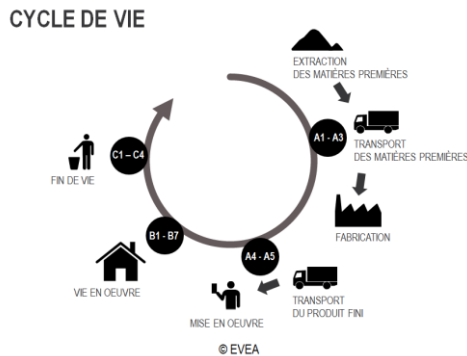 CYCLE DE VIE
EXTRACTION
DES MATIÈRES PREMIÈRES
A1 - A3
TRANSPORT
DES MATIÈRES PREMIÈRES
FABRICATION
A4 - A5
TRANSPORT
DU PRODUIT FINI
MISE EN OEUVRE
B1 - B7
VIE EN OEUVRE
C1 – C4
FIN DE VIE
© EVEA